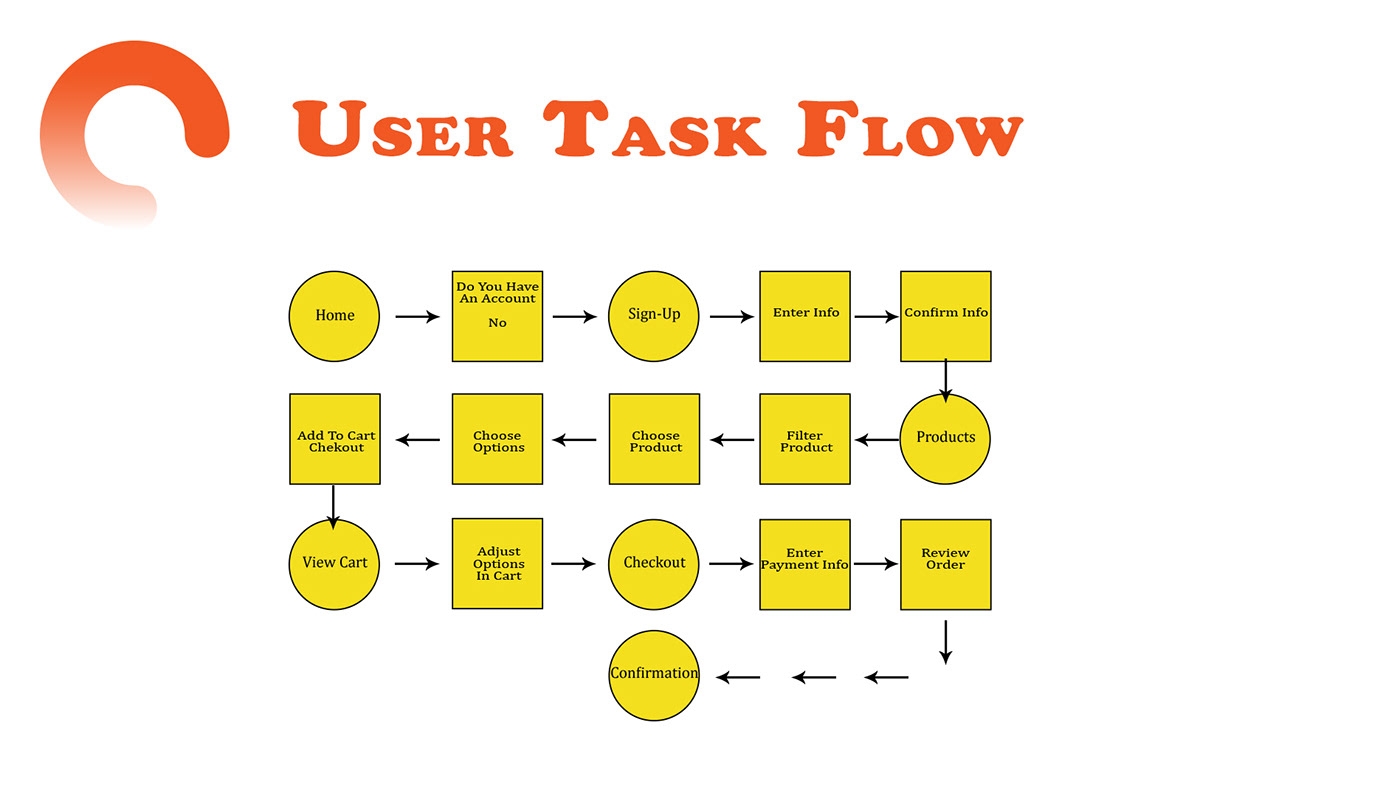 User Task Flow
Home
Do You Have
An Account
No
Sign-Up
Enter Info
Confirm Info
Products
Filter
Product
Choose
Product
Choose
Options
Add To Cart
Chekout
View Cart
Adjust
Options
In Cart
Checkout
Enter
Payment Info
Review
Order
Confirmation